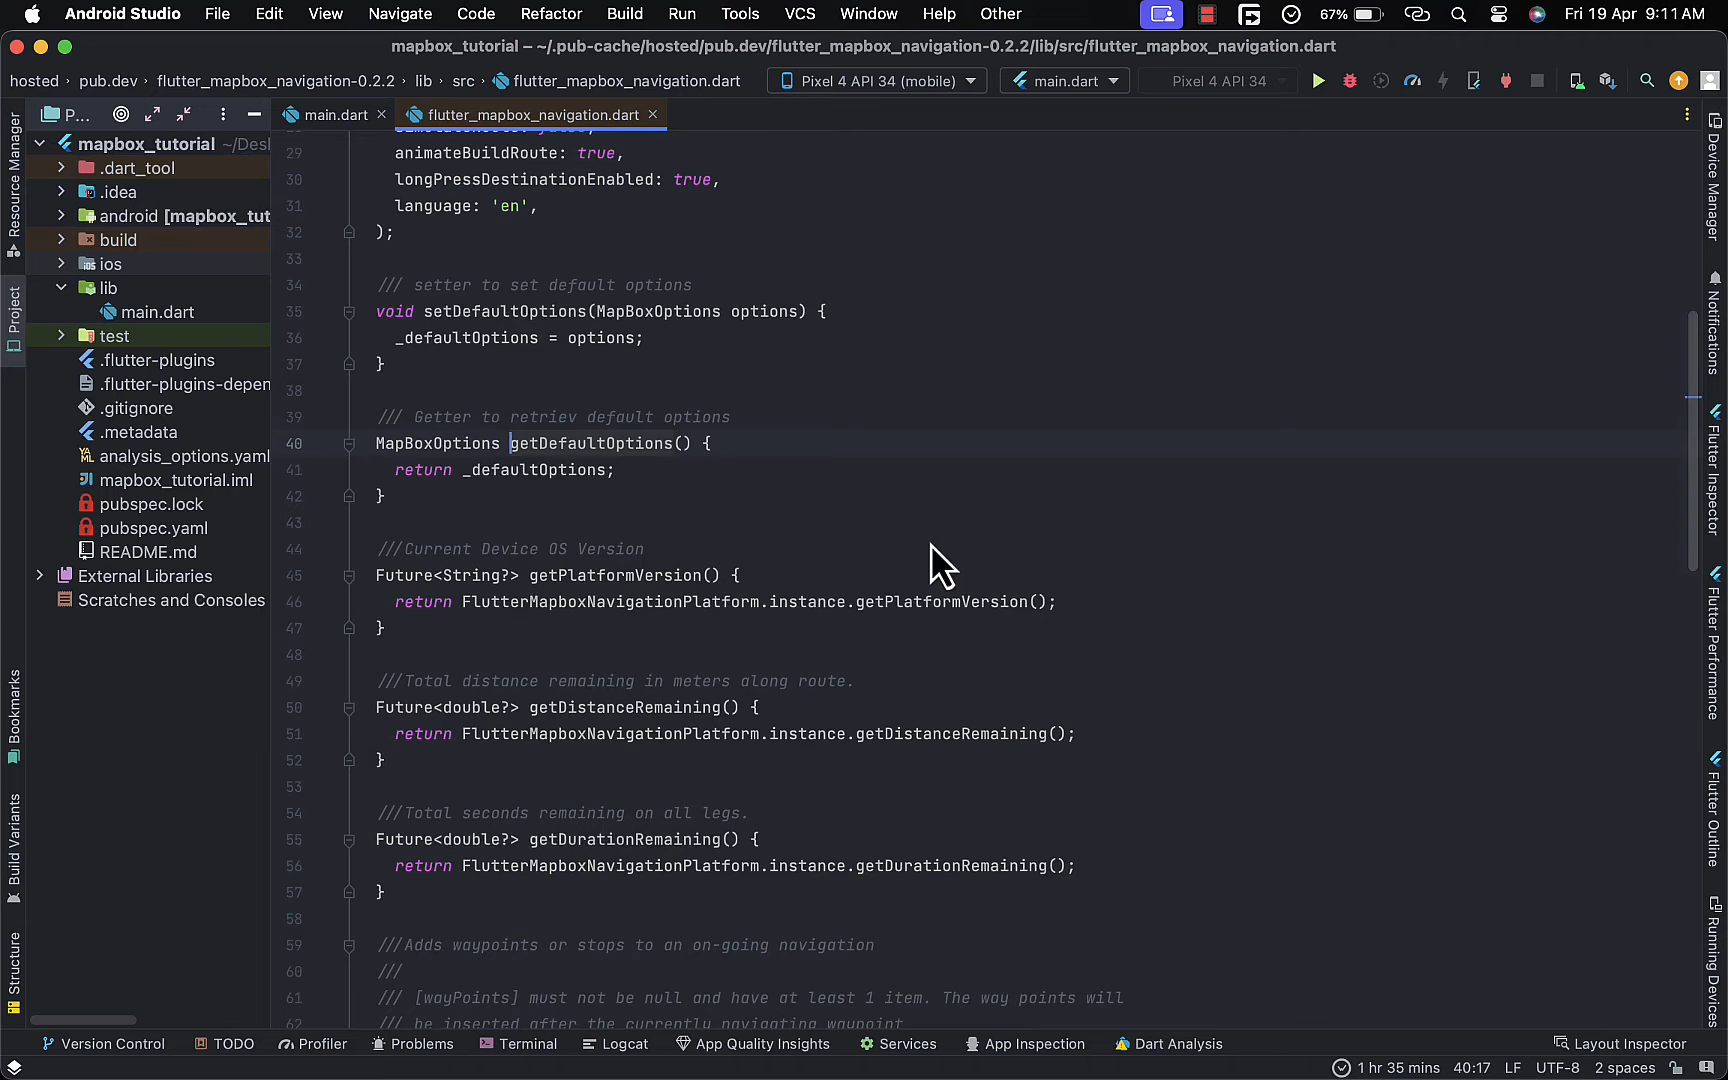 Android Studio File Edit View Navigate Code Refactor Build Run Tools VCS Window Help Other 67% Fri 19 Apr 9:11 AM
mapbox_tutorial – ~/.pub-cache/hosted/pub.dev/flutter_mapbox_navigation-0.2.2/lib/src/flutter_mapbox_navigation.dart
hosted pub.dev flutter_mapbox_navigation-0.2.2 lib src flutter_mapbox_navigation.dart Pixel 4 API 34 (mobile) main.dart Pixel 4 API 34
P... main.dart flutter_mapbox_navigation.dart
mapbox_tutorial ~/Desl
.dart_tool
.idea
android [mapbox_tut
build
ios
lib
main.dart
test
.flutter-plugins
.flutter-plugins-depen
.gitignore
.metadata
analysis_options.yaml
mapbox_tutorial.iml
pubspec.lock
pubspec.yaml
README.md
External Libraries
Scratches and Consoles
29 animateBuildRoute: true,
30 longPressDestinationEnabled: true,
31 language: 'en',
32 );
33
34 /// setter to set default options
35 void setDefaultOptions(MapBoxOptions options) {
36 _defaultOptions = options;
37 }
38
39 /// Getter to retriev default options
40 MapBoxOptions getDefaultOptions() {
41 return _defaultOptions;
42 }
43
44 ///Current Device OS Version
45 Future<String?> getPlatformVersion() {
46 return FlutterMapboxNavigationPlatform.instance.getPlatformVersion();
47 }
48
49 ///Total distance remaining in meters along route.
50 Future<double?> getDistanceRemaining() {
51 return FlutterMapboxNavigationPlatform.instance.getDistanceRemaining();
52 }
53
54 ///Total seconds remaining on all legs.
55 Future<double?> getDurationRemaining() {
56 return FlutterMapboxNavigationPlatform.instance.getDurationRemaining();
57 }
58
59 ///Adds waypoints or stops to an on-going navigation
60 ///
61 /// [wayPoints] must not be null and have at least 1 item. The way points will
62 /// be inserted after the currently navigating waypoint
Resource Manager
Project
Bookmarks
Build Variants
Structure
Device Manager
Notifications
Flutter Inspector
Flutter Performance
Flutter Outline
Running Devices
Version Control TODO Profiler Problems Terminal Logcat App Quality Insights Services App Inspection Dart Analysis Layout Inspector
1 hr 35 mins 40:17 LF UTF-8 2 spaces